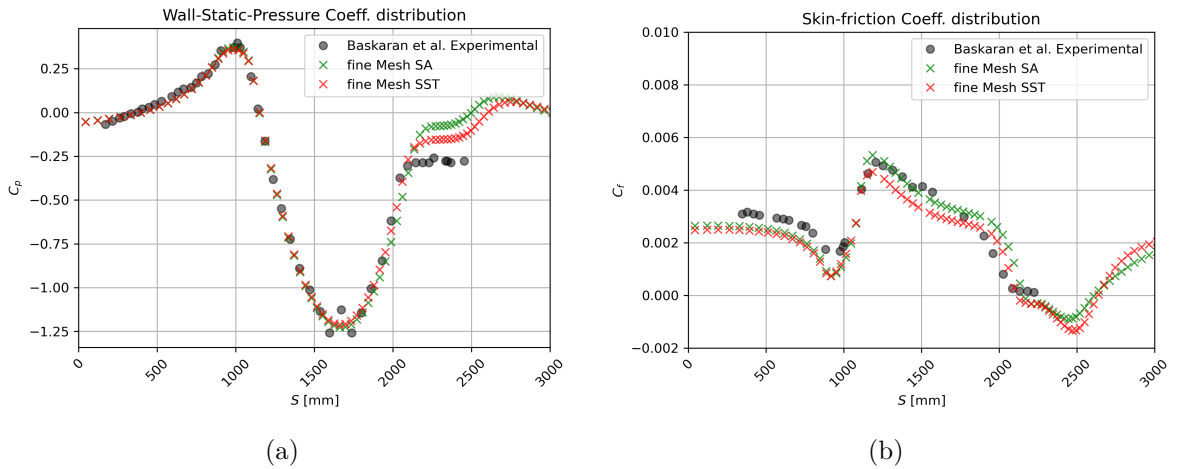 Wall-Static-Pressure Coeff. distribution
Baskaran et al. Experimental
fine Mesh SA
fine Mesh SST
0.25
0.00
−0.25
−0.50
−0.75
−1.00
−1.25
Cp
0 500 1000 1500 2000 2500 3000
S [mm]
(a)
Skin-friction Coeff. distribution
Baskaran et al. Experimental
fine Mesh SA
fine Mesh SST
0.010
0.008
0.006
0.004
0.002
0.000
−0.002
Cf
0 500 1000 1500 2000 2500 3000
S [mm]
(b)